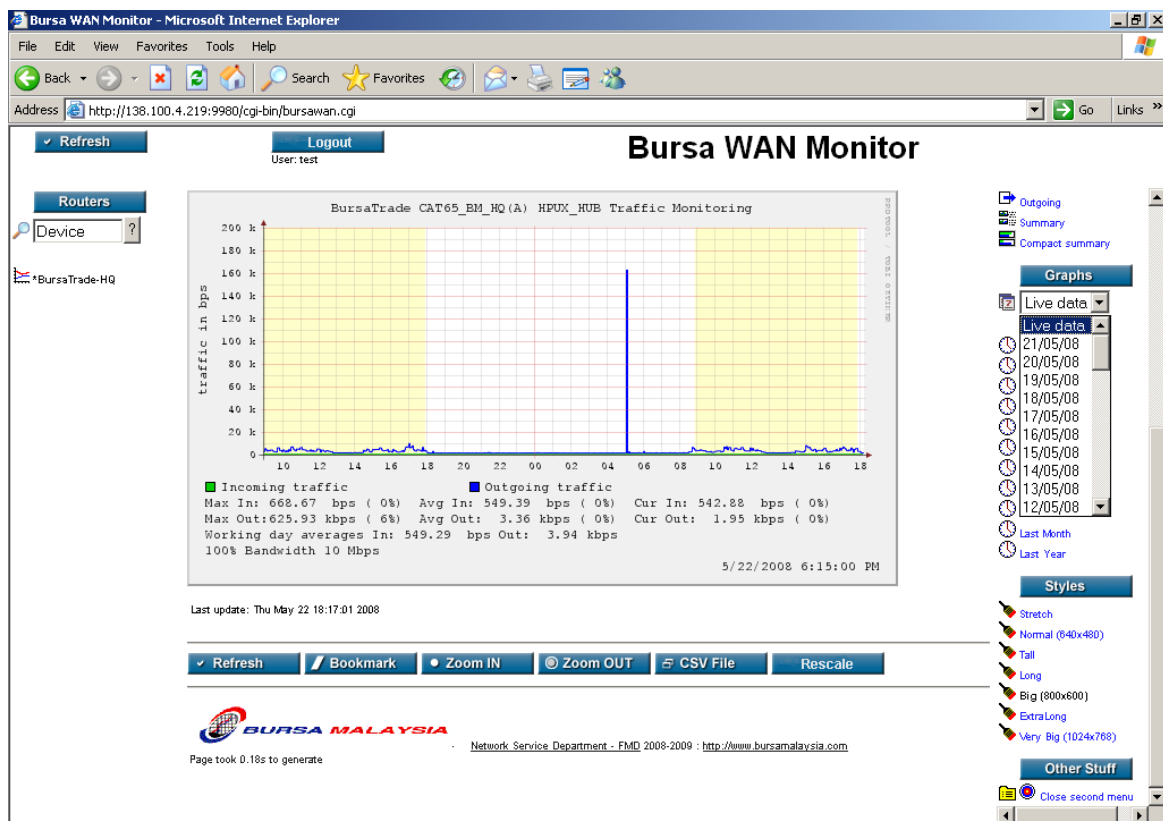 Bursa WAN Monitor - Microsoft Internet Explorer
File Edit View Favorites Tools Help
Back Search Favorites
Address http://138.100.4.219:9980/cgi-bin/bursawan.cgi Go Links »
Refresh
Logout
User: test
Bursa WAN Monitor
Routers
Device ?
*BursaTrade-HQ
BursaTrade CAT65_BM_HQ(A) HPUX_HUB Traffic Monitoring
traffic in bps
200 k
180 k
160 k
140 k
120 k
100 k
80 k
60 k
40 k
20 k
0
10 12 14 16 18 20 22 00 02 04 06 08 10 12 14 16 18
Incoming traffic Outgoing traffic
Max In: 668.67 bps ( 0%) Avg In: 549.39 bps ( 0%) Cur In: 542.88 bps ( 0%)
Max Out:625.93 kbps ( 6%) Avg Out: 3.36 kbps ( 0%) Cur Out: 1.95 kbps ( 0%)
Working day averages In: 549.29 bps Out: 3.94 kbps
100% Bandwidth 10 Mbps
5/22/2008 6:15:00 PM
Last update: Thu May 22 18:17:01 2008
Refresh Bookmark Zoom IN Zoom OUT CSV File Rescale
BURSA MALAYSIA
Network Service Department - FMD 2008-2009 : http://www.bursamalaysia.com
Page took 0.18s to generate
Outgoing
Summary
Compact summary
Graphs
Live data
Live data
21/05/08
20/05/08
19/05/08
18/05/08
17/05/08
16/05/08
15/05/08
14/05/08
13/05/08
12/05/08
Last Month
Last Year
Styles
Stretch
Normal (640x480)
Tall
Long
Big (800x600)
ExtraLong
Very Big (1024x768)
Other Stuff
Close second menu